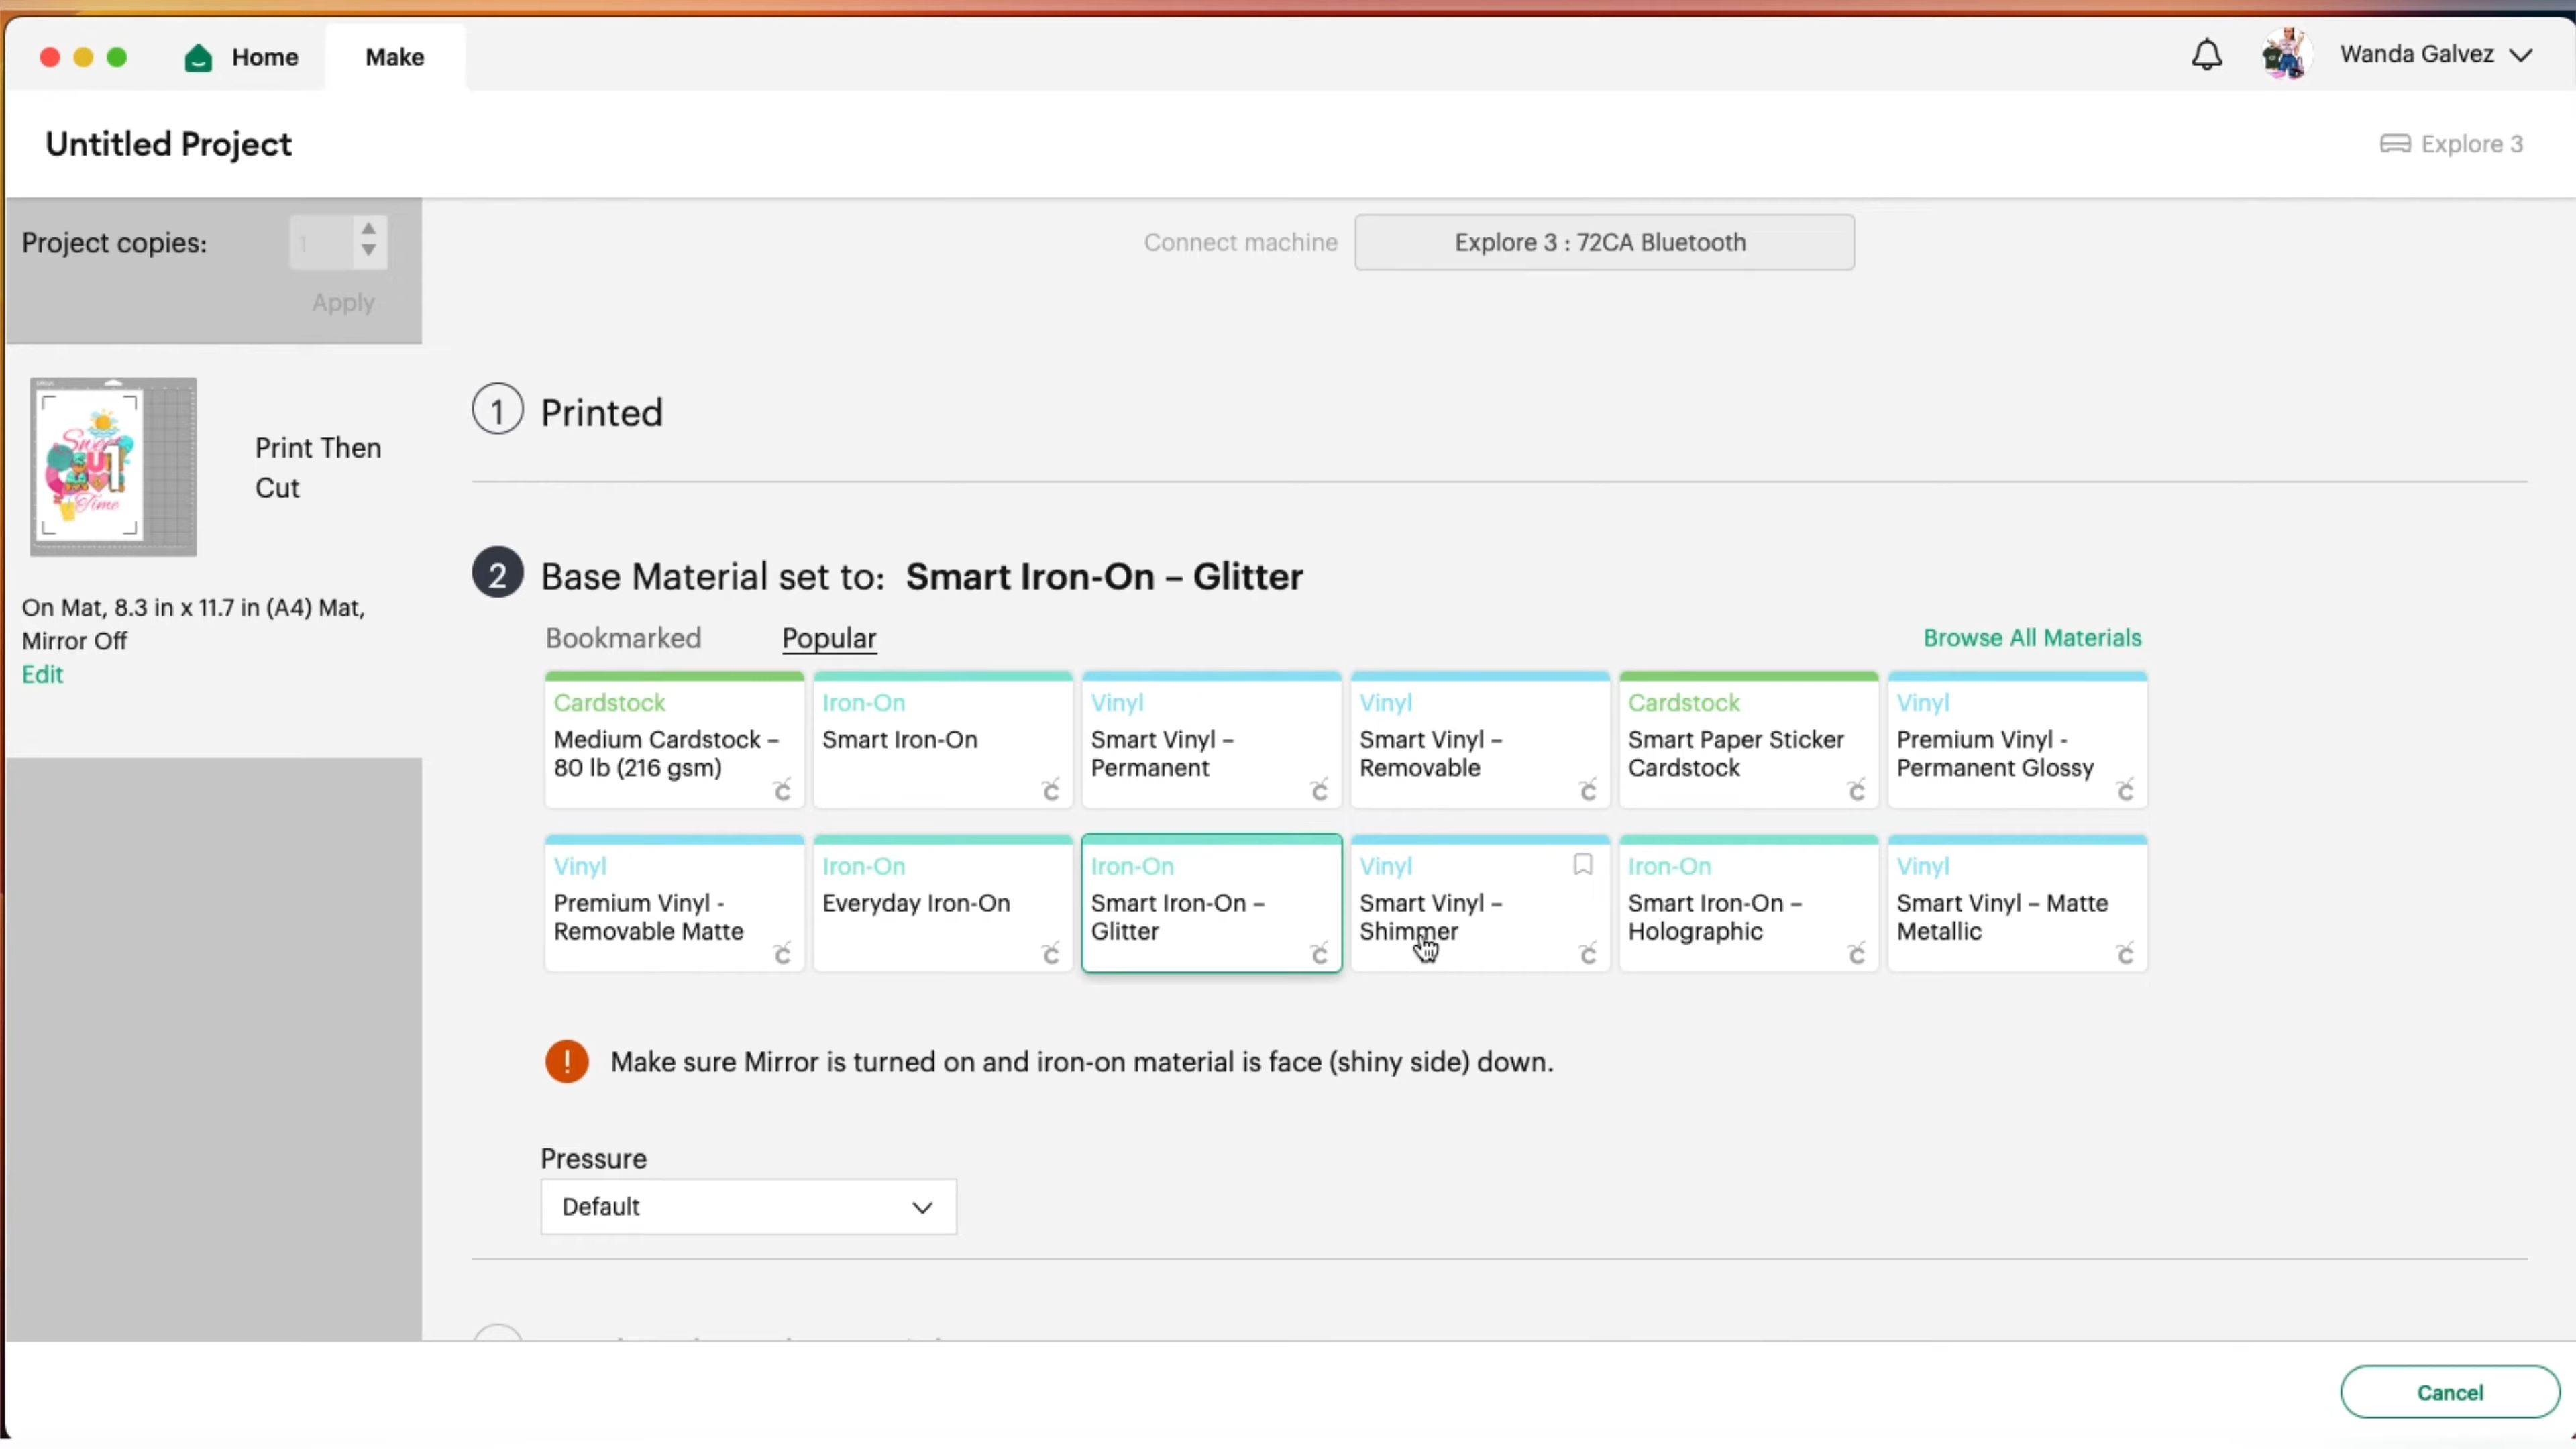 Home
Make
Wanda Galvez
Untitled Project
Explore 3
Project copies:
1
Apply
Connect machine
Explore 3 : 72CA Bluetooth
Sweet
Time
1
Print Then
Cut
On Mat, 8.3 in x 11.7 in (A4) Mat,
Mirror Off
Edit
1 Printed
2 Base Material set to: Smart Iron-On – Glitter
Bookmarked
Popular
Browse All Materials
Cardstock
Medium Cardstock –
80 lb (216 gsm)
Iron-On
Smart Iron-On
Vinyl
Smart Vinyl –
Permanent
Vinyl
Smart Vinyl –
Removable
Cardstock
Smart Paper Sticker
Cardstock
Vinyl
Premium Vinyl -
Permanent Glossy
Vinyl
Premium Vinyl -
Removable Matte
Iron-On
Everyday Iron-On
Iron-On
Smart Iron-On –
Glitter
Vinyl
Smart Vinyl –
Shimmer
Iron-On
Smart Iron-On –
Holographic
Vinyl
Smart Vinyl – Matte
Metallic
! Make sure Mirror is turned on and iron-on material is face (shiny side) down.
Pressure
Default
Cancel